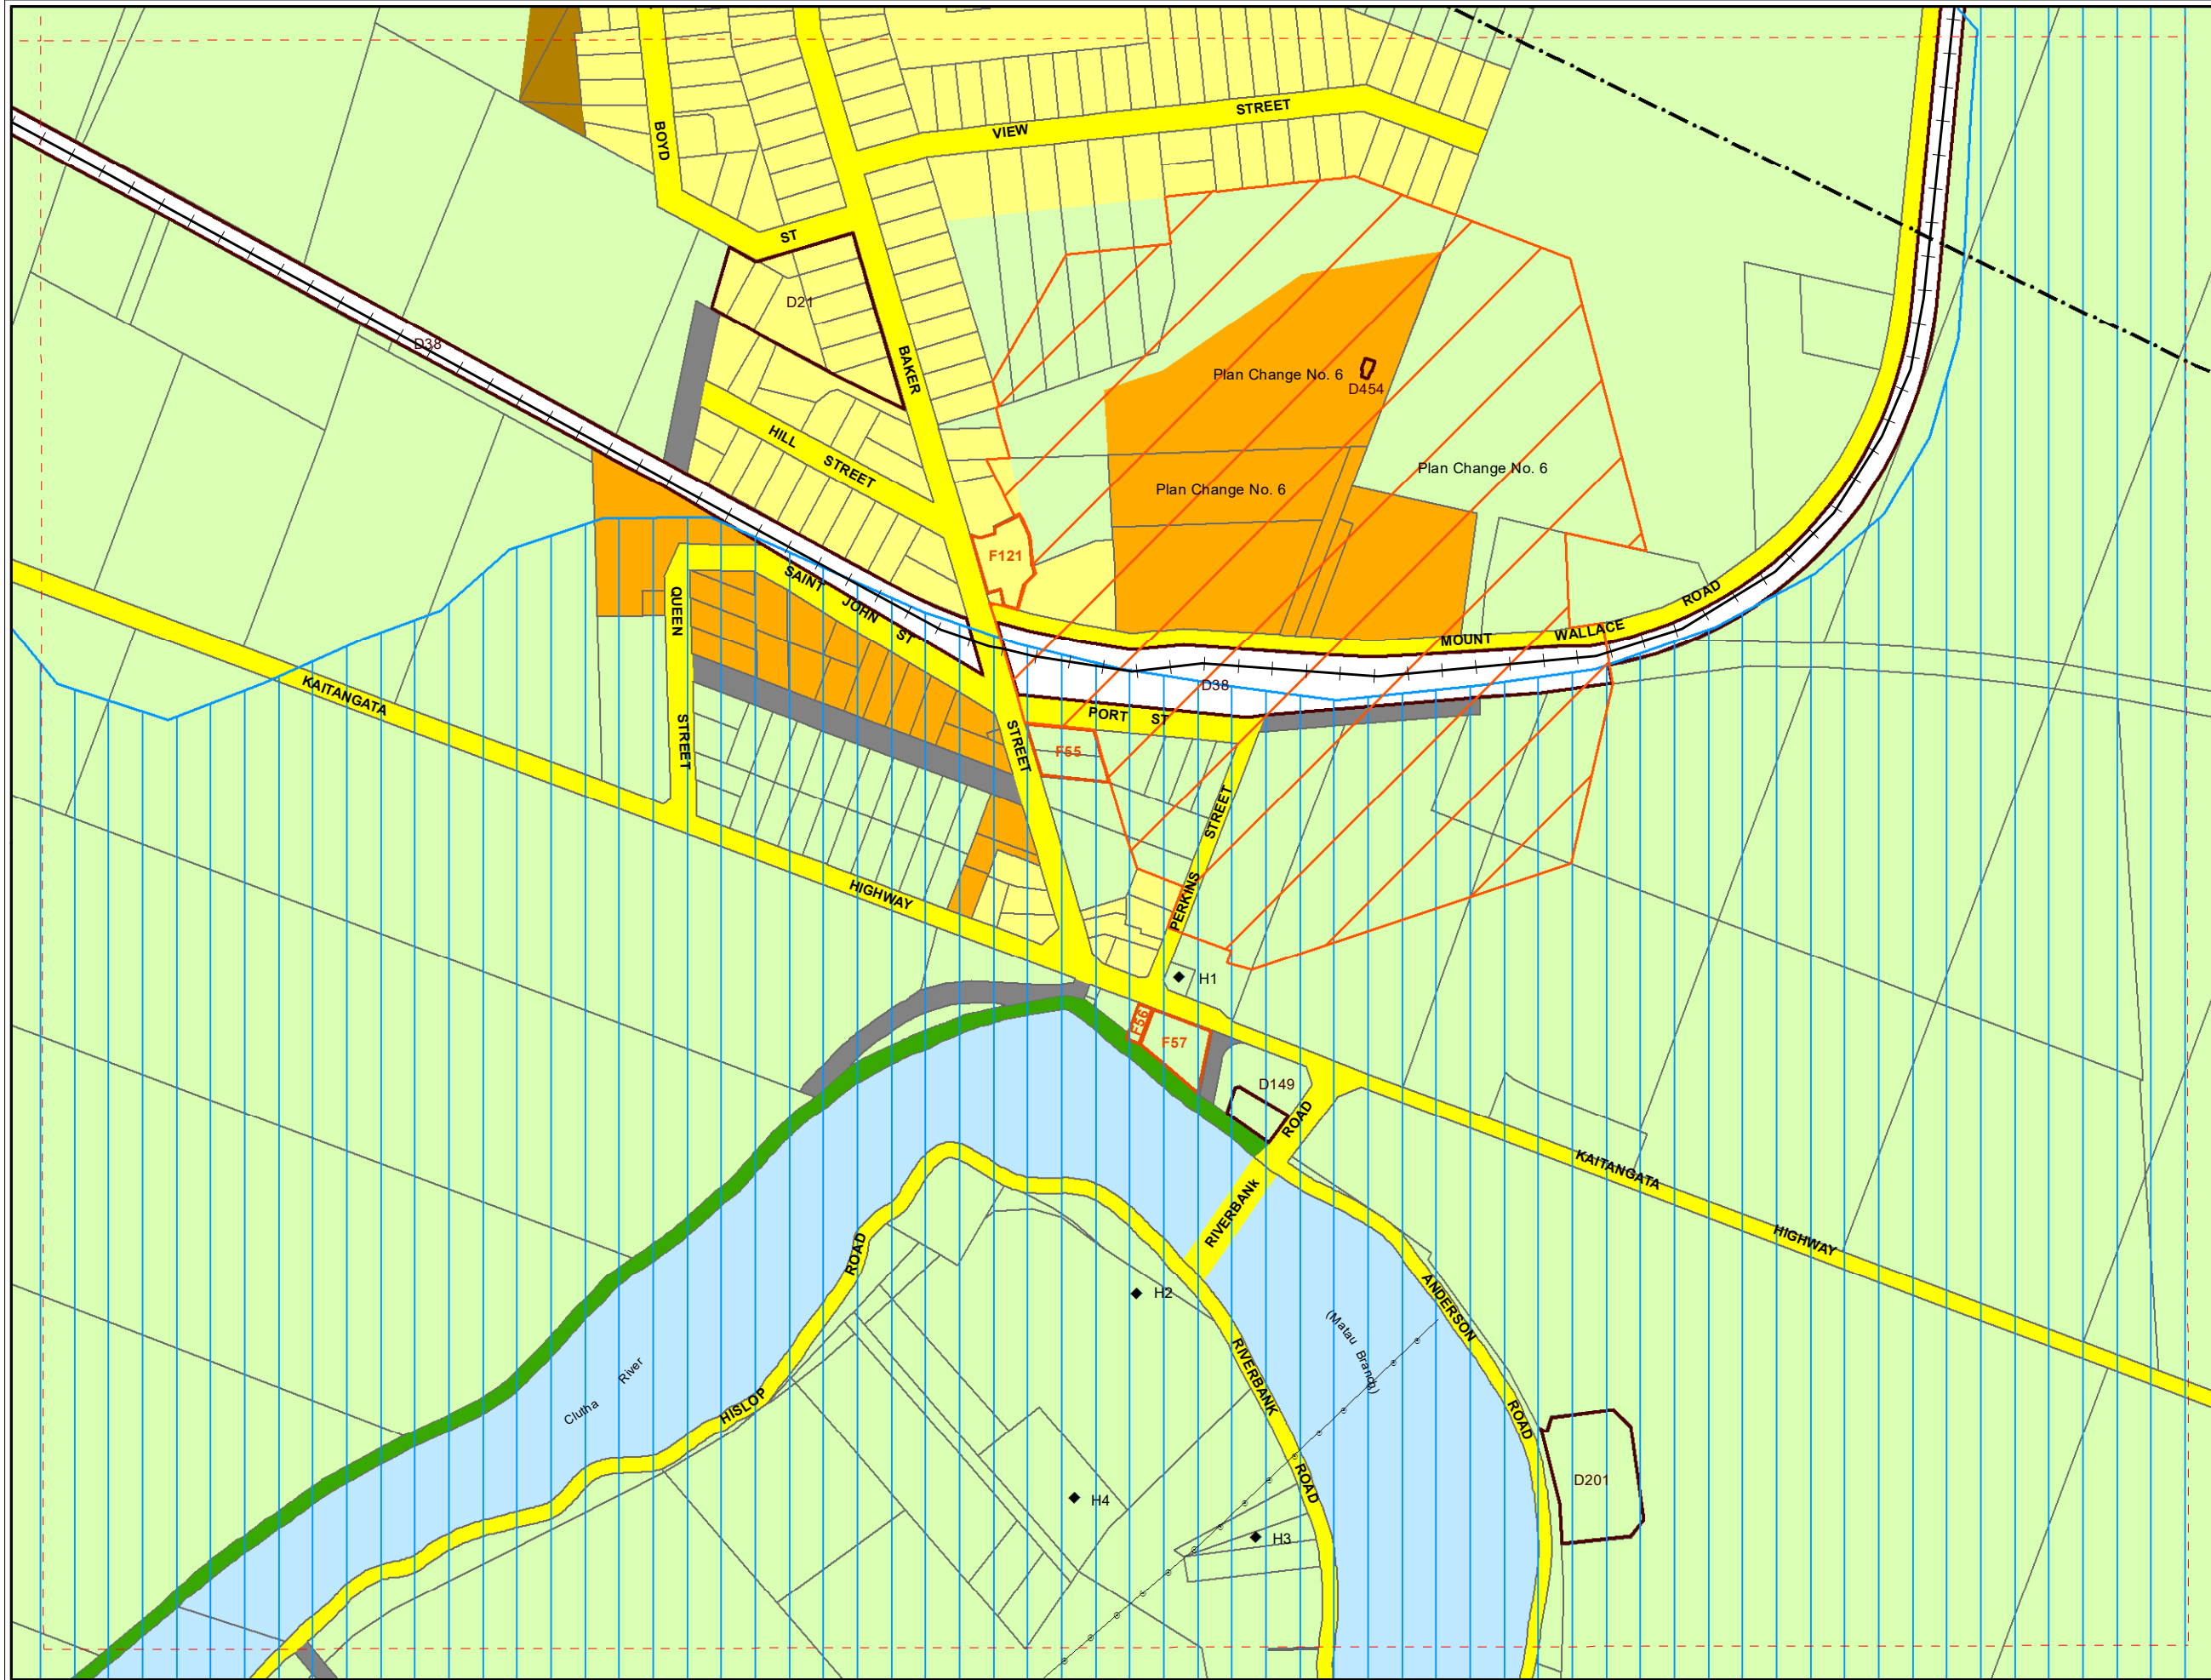 VIEW STREET
BOYD
ST
D21
D38
BAKER
Plan Change No. 6
D454
HILL STREET
Plan Change No. 6
Plan Change No. 6
F121
SAINT JOHN ST
QUEEN STREET
MOUNT WALLACE ROAD
D38
KAITANGATA
PORT ST
STREET
F55
PERKINS STREET
HIGHWAY
H1
F56
F57
D149
ROAD
RIVERBANK
KAITANGATA
HIGHWAY
ROAD
H2
ANDERSON
(Matau Branch)
RIVERBANK
Clutha River
HISLOP
ROAD
ROAD
D201
H4
H3